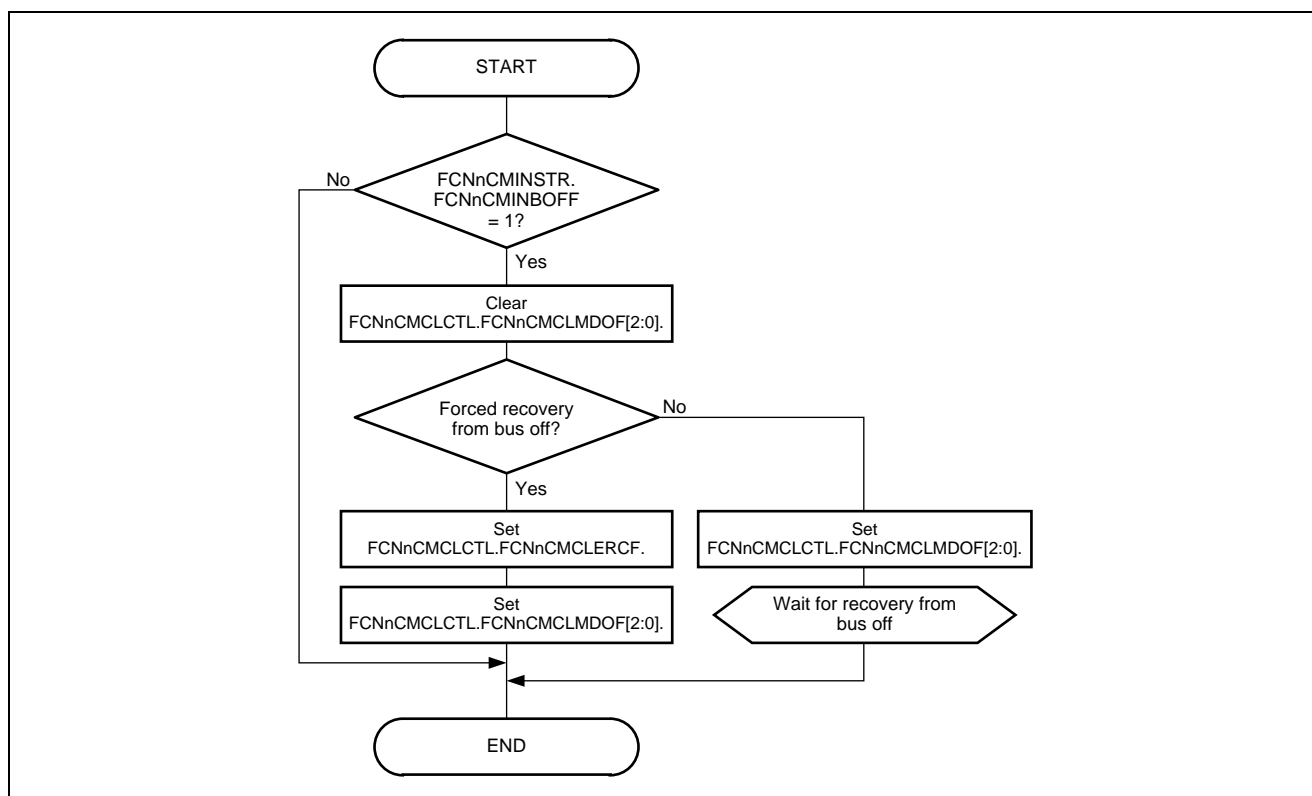 START
No
FCNnCMINSTR.
FCNnCMINBOFF
= 1?
Yes
Clear
FCNnCMCLCTL.FCNnCMCLMDOF[2:0].
Forced recovery
from bus off?
No
Yes
Set
FCNnCMCLCTL.FCNnCMCLERCF.
Set
FCNnCMCLCTL.FCNnCMCLMDOF[2:0].
Set
FCNnCMCLCTL.FCNnCMCLMDOF[2:0].
Wait for recovery from
bus off
END